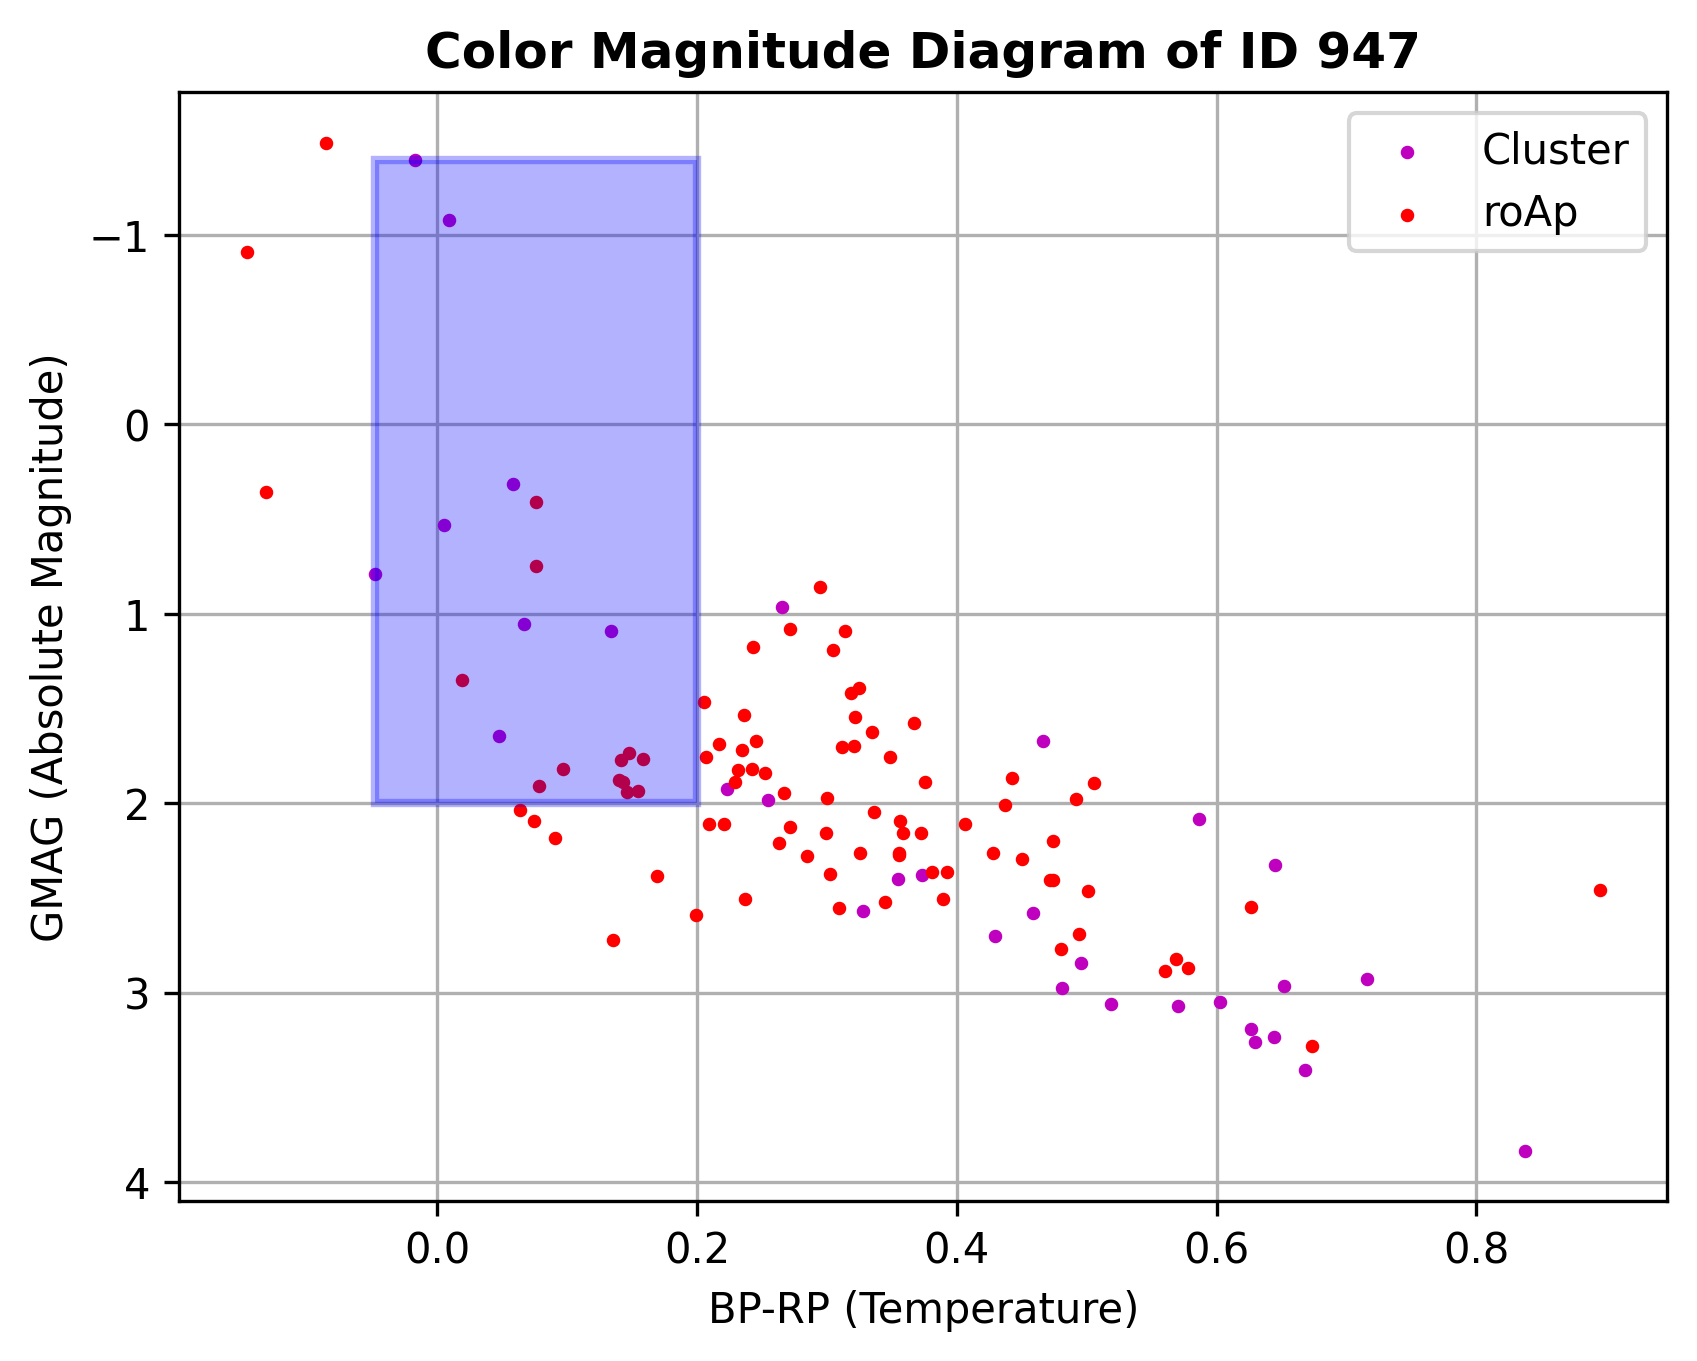 Color Magnitude Diagram of ID 947
Cluster
roAp
−1
0
1
2
3
4
GMAG (Absolute Magnitude)
0.0 0.2 0.4 0.6 0.8
BP-RP (Temperature)